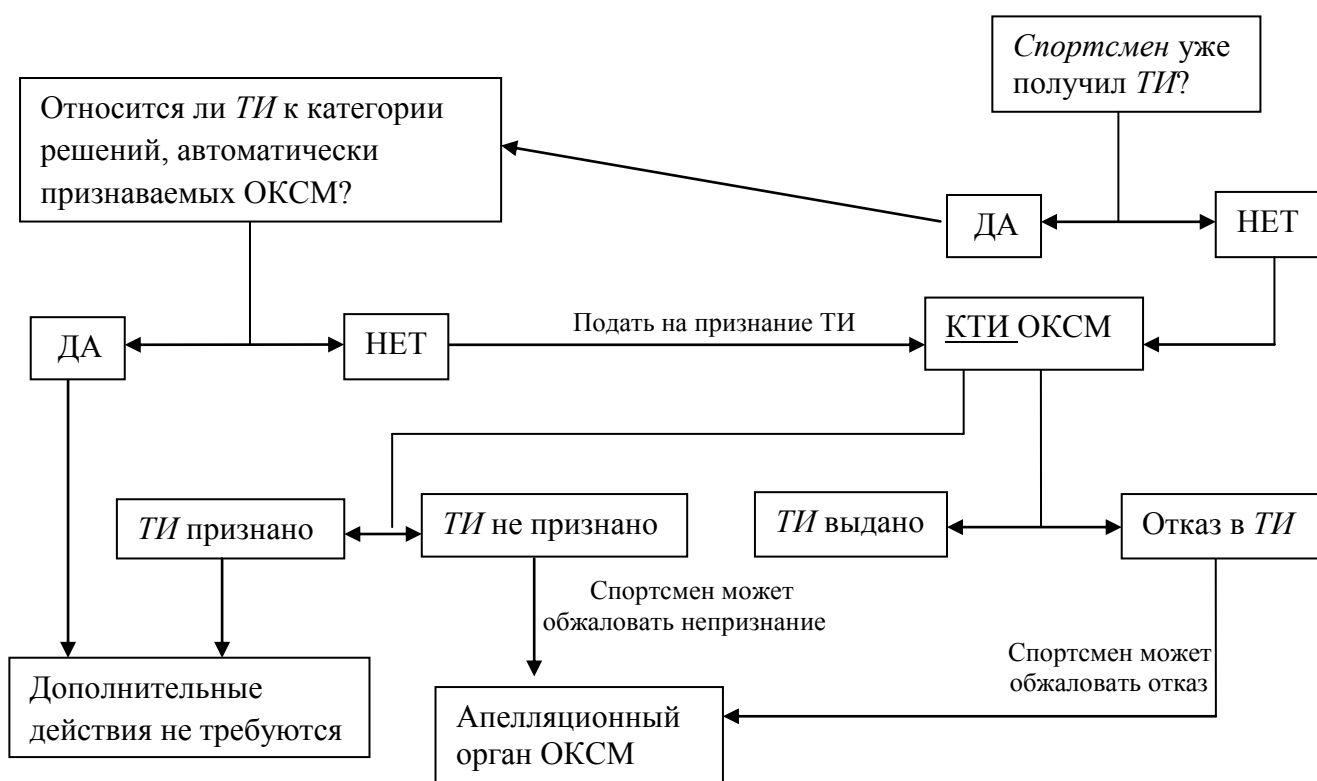 Спортсмен уже
получил ТИ?
Относится ли ТИ к категории
решений, автоматически
признаваемых ОКСМ?
ДА
НЕТ
ДА
НЕТ
Подать на признание ТИ
КТИ ОКСМ
ТИ признано
ТИ не признано
ТИ выдано
Отказ в ТИ
Спортсмен может
обжаловать непризнание
Спортсмен может
обжаловать отказ
Дополнительные
действия не требуются
Апелляционный
орган ОКСМ